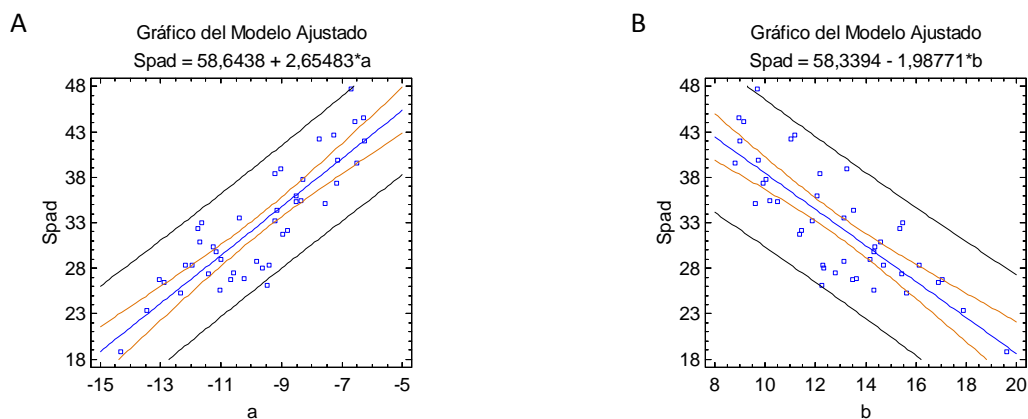 A
Gráfico del Modelo Ajustado
Spad = 58,6438 + 2,65483*a
48
43
38
33
28
23
18
Spad
-15 -13 -11 -9 -7 -5
a
B
Gráfico del Modelo Ajustado
Spad = 58,3394 - 1,98771*b
48
43
38
33
28
23
18
Spad
8 10 12 14 16 18 20
b